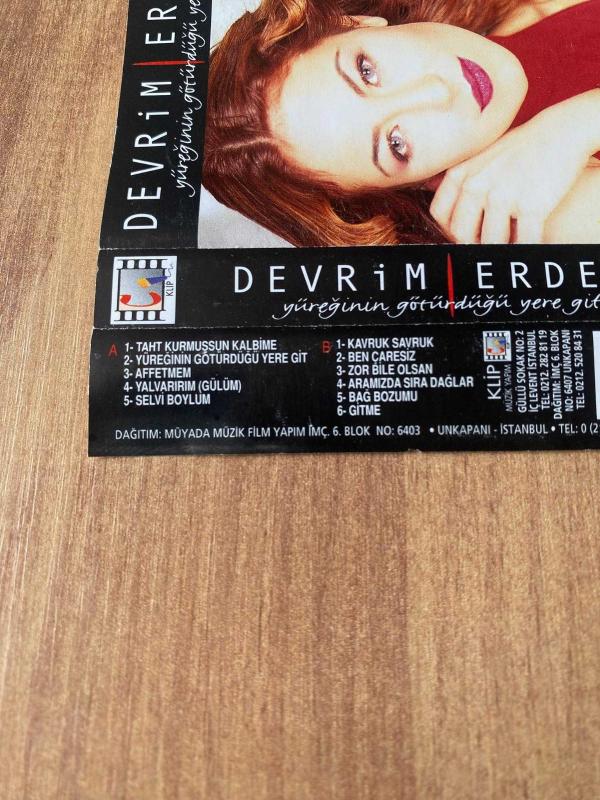 DEVRiM ER
yüreğinin götürdüğü ye
KLİP
DEVRiM ERDE
yüreğinin götürdüğü yere git
A
1- TAHT KURMUŞSUN KALBİME
2- YÜREĞİNİN GÖTÜRDÜĞÜ YERE GİT
3- AFFETMEM
4- YALVARIRIM (GÜLÜM)
5- SELVİ BOYLUM
B
1- KAVRUK SAVRUK
2- BEN ÇARESİZ
3- ZOR BİLE OLSAN
4- ARAMIZDA SIRA DAĞLAR
5- BAĞ BOZUMU
6- GİTME
KLİP
MÜZİK YAPIM
GÜLLÜ SOKAK NO: 2
İÇ LEVENT İSTANBUL
TEL: 0212. 282 81 19
DAĞITIM: İMÇ 6. BLOK
NO: 6407 UNKAPANI
TEL: 0212. 520 84 31
DAĞITIM: MÜYADA MÜZİK FİLM YAPIM İMÇ. 6. BLOK NO: 6403 • UNKAPANI - İSTANBUL • TEL: 0 (2